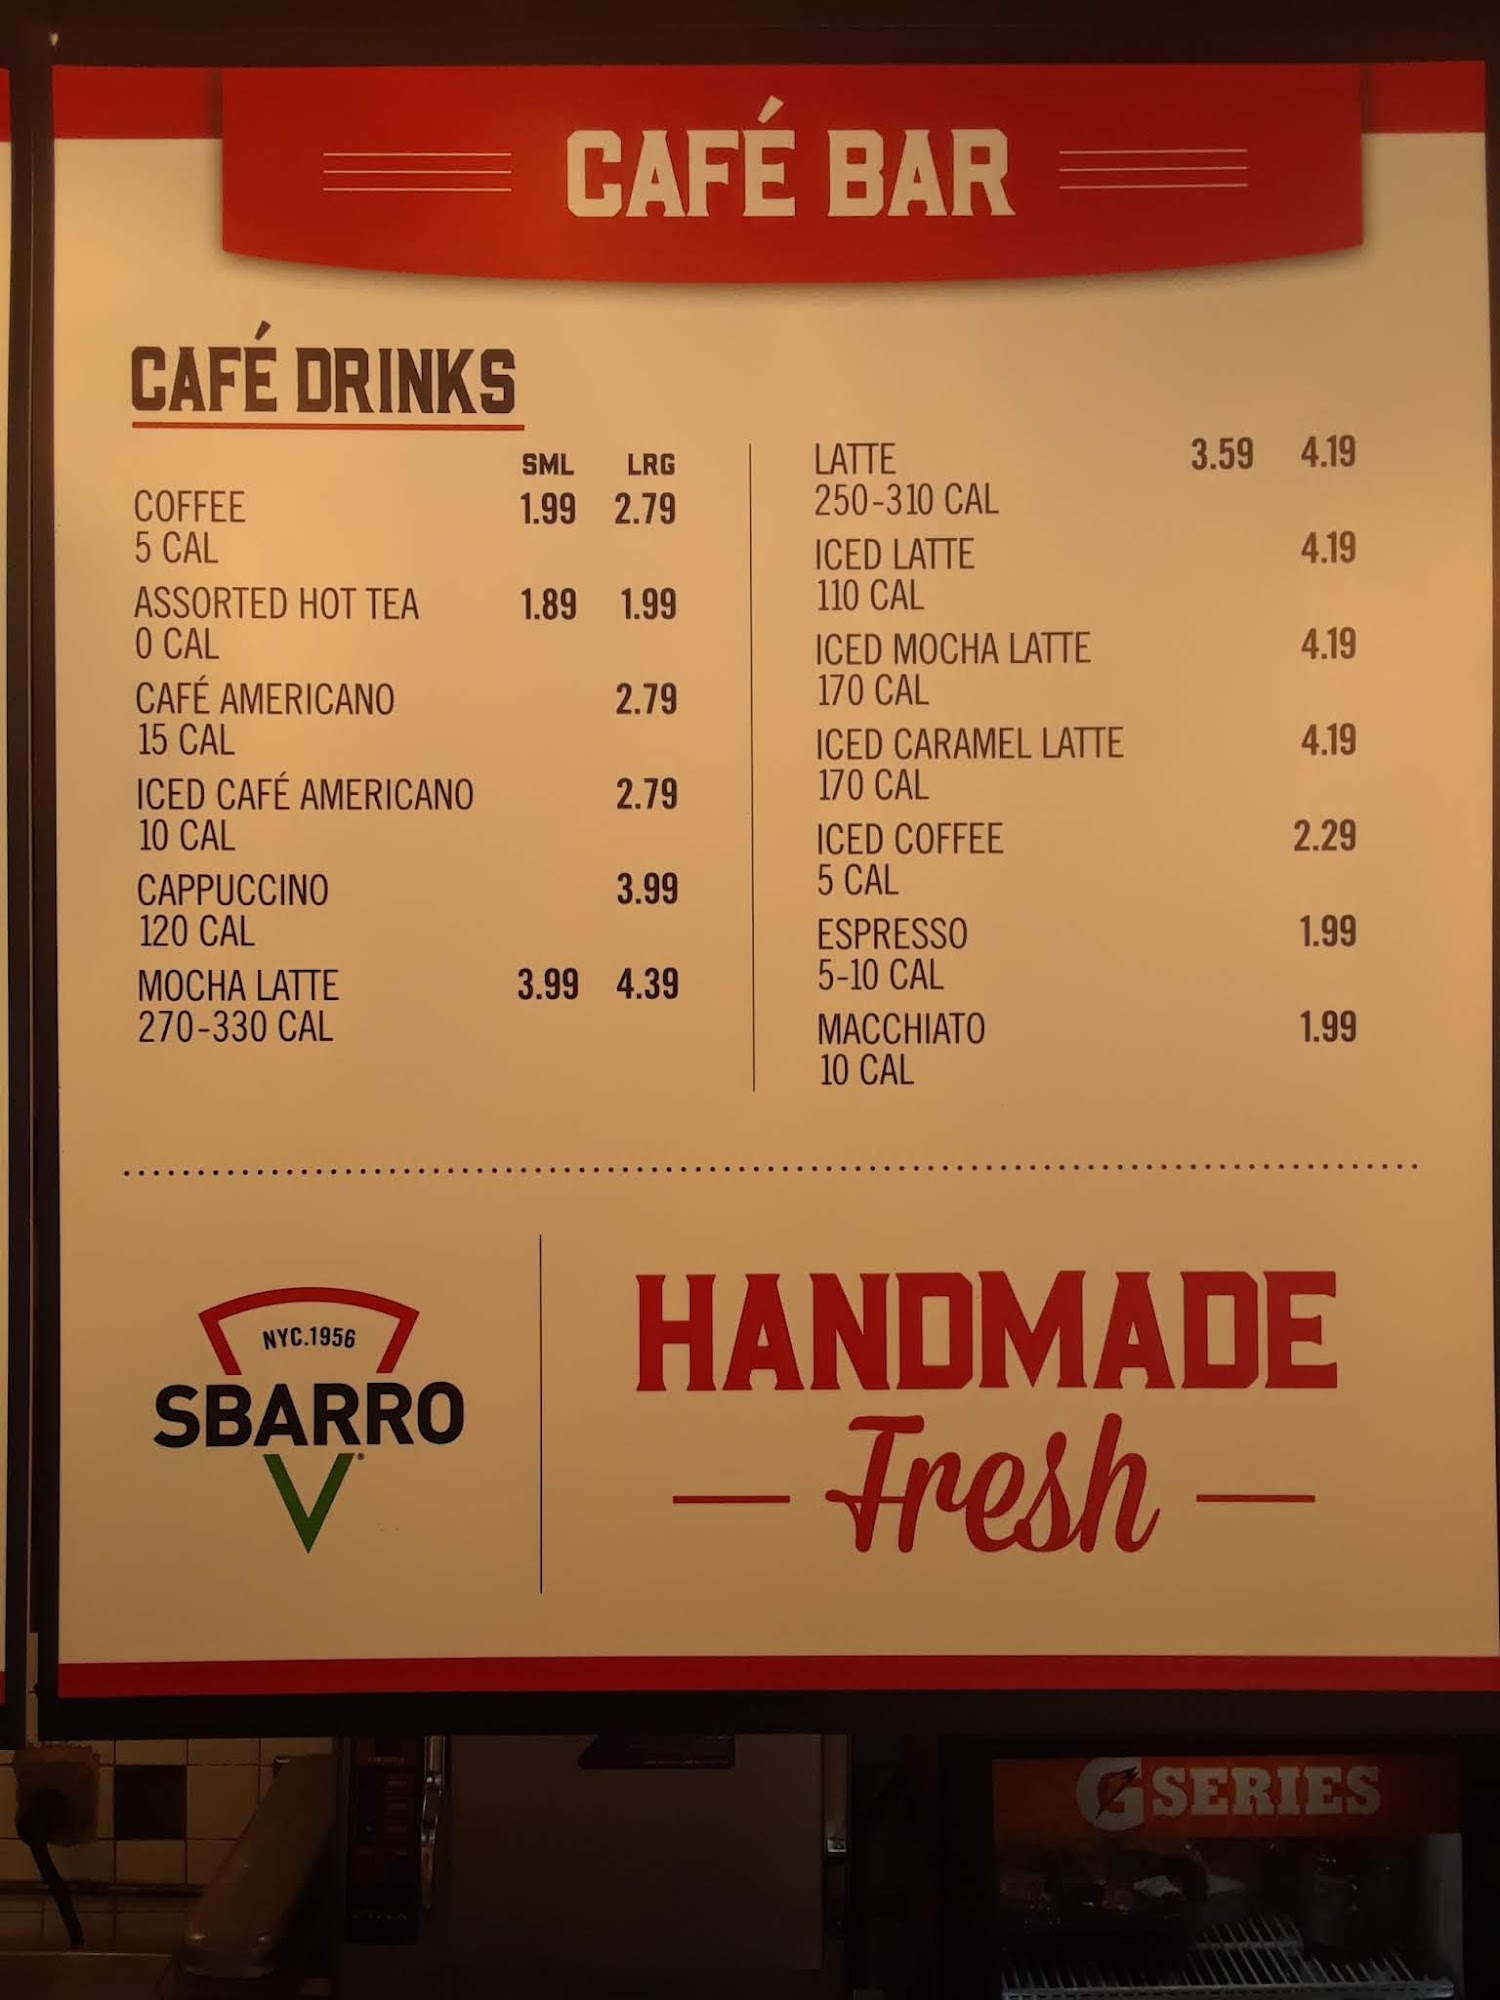 CAFÉ BAR
CAFÉ DRINKS
SML LRG
COFFEE 1.99 2.79
5 CAL
ASSORTED HOT TEA 1.89 1.99
0 CAL
CAFÉ AMERICANO 2.79
15 CAL
ICED CAFÉ AMERICANO 2.79
10 CAL
CAPPUCCINO 3.99
120 CAL
MOCHA LATTE 3.99 4.39
270-330 CAL
LATTE 3.59 4.19
250-310 CAL
ICED LATTE 4.19
110 CAL
ICED MOCHA LATTE 4.19
170 CAL
ICED CARAMEL LATTE 4.19
170 CAL
ICED COFFEE 2.29
5 CAL
ESPRESSO 1.99
5-10 CAL
MACCHIATO 1.99
10 CAL
NYC.1956
SBARRO
®
HANDMADE
Fresh
G SERIES